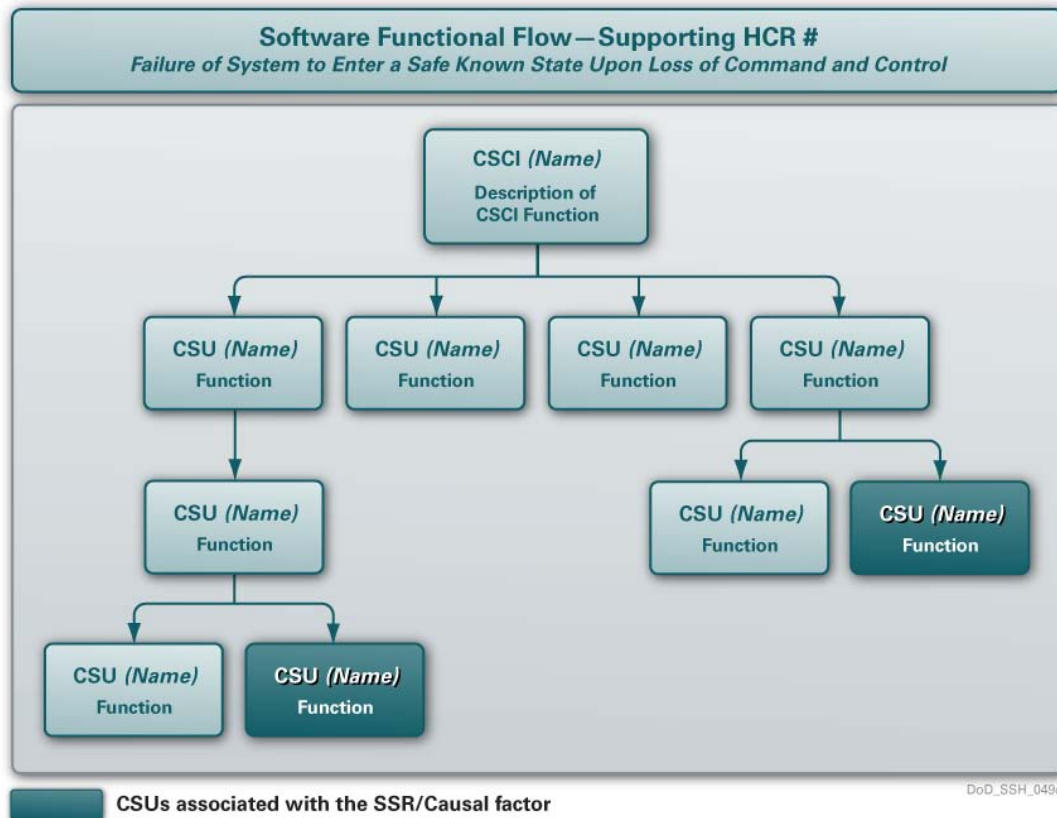 Software Functional Flow—Supporting HCR #
Failure of System to Enter a Safe Known State Upon Loss of Command and Control
CSCI (Name)
Description of
CSCI Function
CSU (Name)
Function
CSU (Name)
Function
CSU (Name)
Function
CSU (Name)
Function
CSU (Name)
Function
CSU (Name)
Function
CSU (Name)
Function
CSU (Name)
Function
CSU (Name)
Function
CSUs associated with the SSR/Causal factor